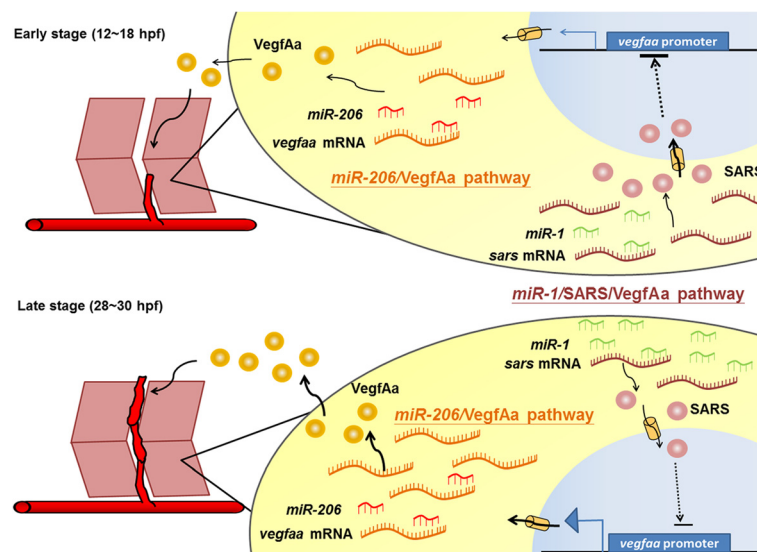 Early stage (12~18 hpf)
VegfAa
vegfaa promoter
miR-206
vegfaa mRNA
miR-206/VegfAa pathway
SARS
miR-1
sars mRNA
miR-1/SARS/VegfAa pathway
Late stage (28~30 hpf)
miR-1
sars mRNA
VegfAa
miR-206/VegfAa pathway
SARS
miR-206
vegfaa mRNA
vegfaa promoter